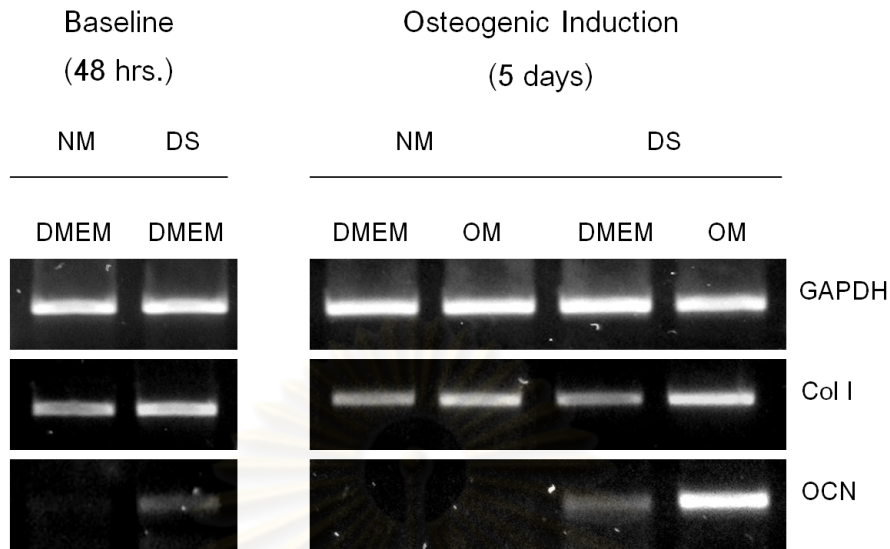 Baseline
(48 hrs.)
Osteogenic Induction
(5 days)
NM DS
NM DS
DMEM DMEM
DMEM OM DMEM OM
GAPDH
Col I
OCN